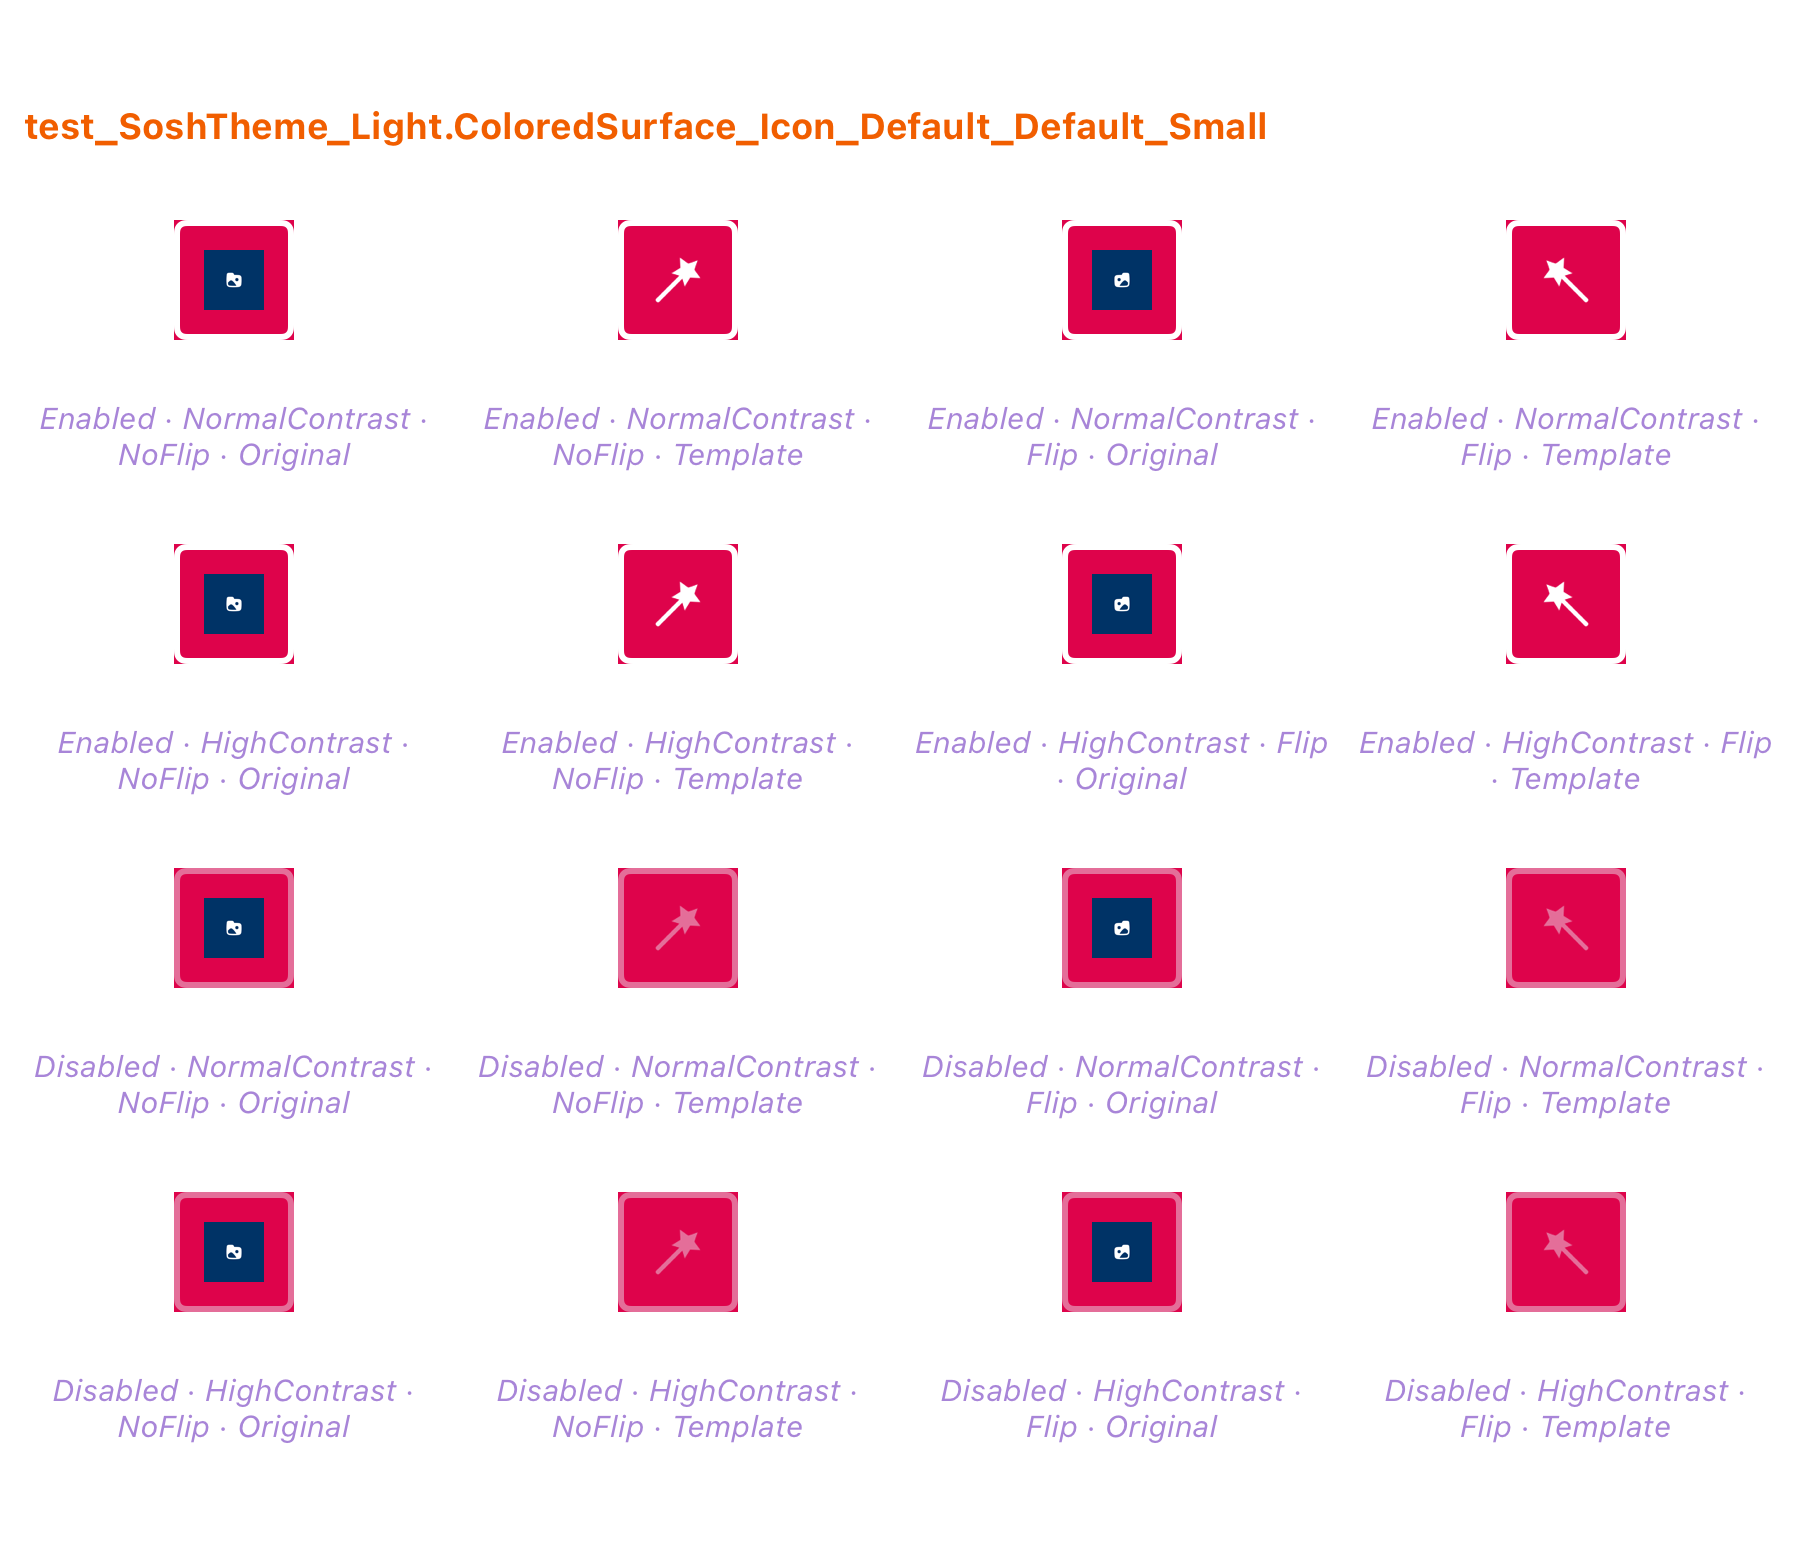 test_SoshTheme_Light.ColoredSurface_Icon_Default_Default_Small
Enabled · NormalContrast ·
NoFlip · Original
Enabled · NormalContrast ·
NoFlip · Template
Enabled · NormalContrast ·
Flip · Original
Enabled · NormalContrast ·
Flip · Template
Enabled · HighContrast ·
NoFlip · Original
Enabled · HighContrast ·
NoFlip · Template
Enabled · HighContrast · Flip
· Original
Enabled · HighContrast · Flip
· Template
Disabled · NormalContrast ·
NoFlip · Original
Disabled · NormalContrast ·
NoFlip · Template
Disabled · NormalContrast ·
Flip · Original
Disabled · NormalContrast ·
Flip · Template
Disabled · HighContrast ·
NoFlip · Original
Disabled · HighContrast ·
NoFlip · Template
Disabled · HighContrast ·
Flip · Original
Disabled · HighContrast ·
Flip · Template